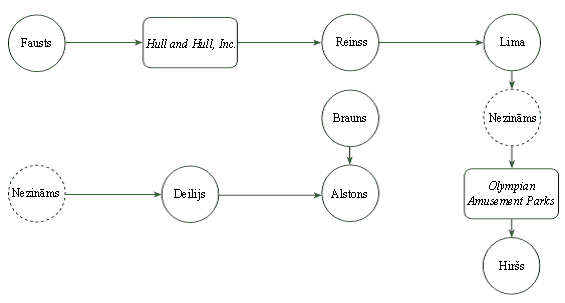 Fausts
Hull and Hull, Inc.
Reinss
Lima
Brauns
Nezināms
Nezināms
Deilijs
Alstons
Olympian
Amusement Parks
Hiršs